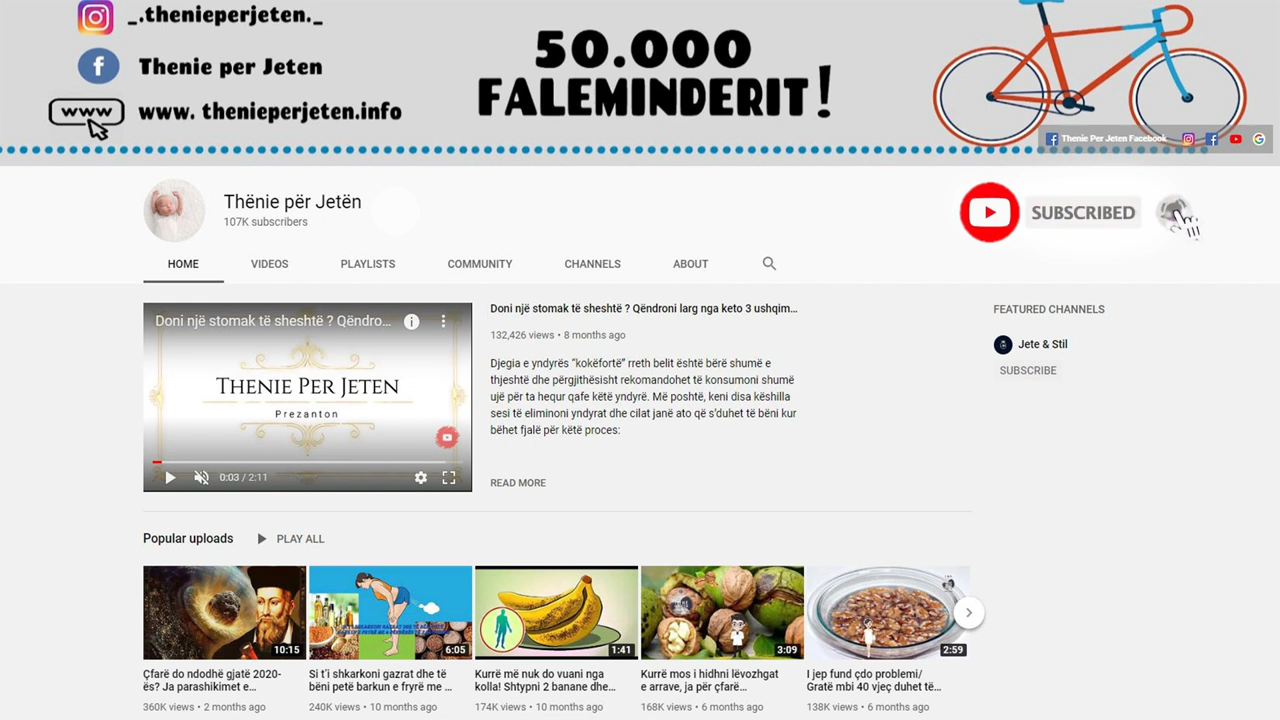 _.thenieperjeten._
Thenie per Jeten
www
www. thenieperjeten.info
50.000
FALEMINDERIT!
Thenie Per Jeten Facebook
Thënie për Jetën
107K subscribers
SUBSCRIBED
HOME VIDEOS PLAYLISTS COMMUNITY CHANNELS ABOUT
Doni një stomak të sheshtë ? Qëndro...
THENIE PER JETEN
Prezanton
0:03 / 2:11
Doni një stomak të sheshtë ? Qëndroni larg nga keto 3 ushqim...
132,426 views • 8 months ago
Djegia e yndyrës “kokëfortë” rreth belit është bërë shumë e
thjeshtë dhe përgjithësisht rekomandohet të konsumoni shumë
ujë për ta hequr qafe këtë yndyrë. Më poshtë, keni disa këshilla
sesi të eliminoni yndyrat dhe cilat janë ato që s’duhet të bëni kur
bëhet fjalë për këtë proces:
READ MORE
FEATURED CHANNELS
Jete & Stil
SUBSCRIBE
Popular uploads PLAY ALL
10:15
Çfarë do ndodhë gjatë 2020-
ës? Ja parashikimet e...
360K views • 2 months ago
6:05
Si t’i shkarkoni gazrat dhe të
bëni petë barkun e fryrë me ...
240K views • 10 months ago
1:41
Kurrë më nuk do vuani nga
kolla! Shtypni 2 banane dhe...
174K views • 10 months ago
3:09
Kurrë mos i hidhni lëvozhgat
e arrave, ja për çfarë...
168K views • 6 months ago
2:59
I jep fund çdo problemi/
Gratë mbi 40 vjeç duhet të...
138K views • 6 months ago